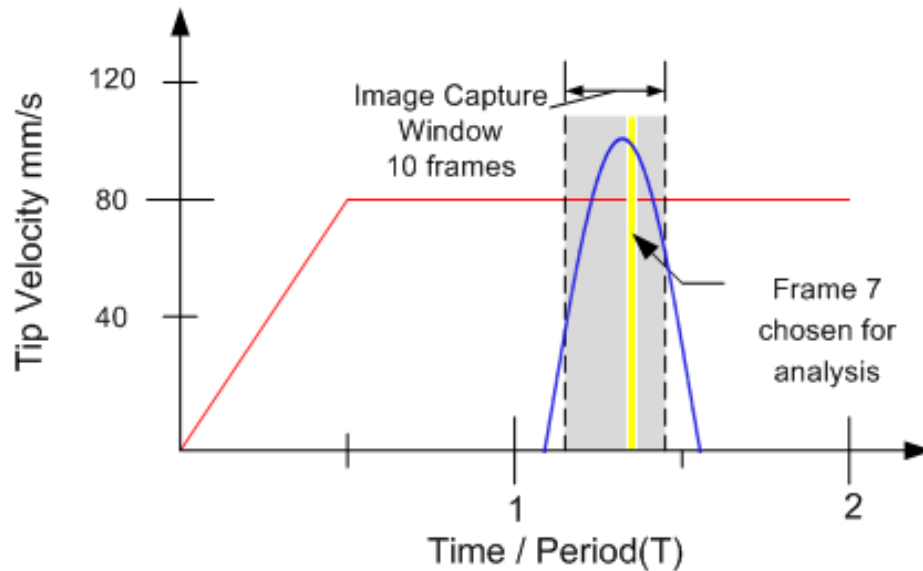 120
Image Capture
Window
10 frames
80
Tip Velocity mm/s
40
Frame 7
chosen for
analysis
1
2
Time / Period(T)